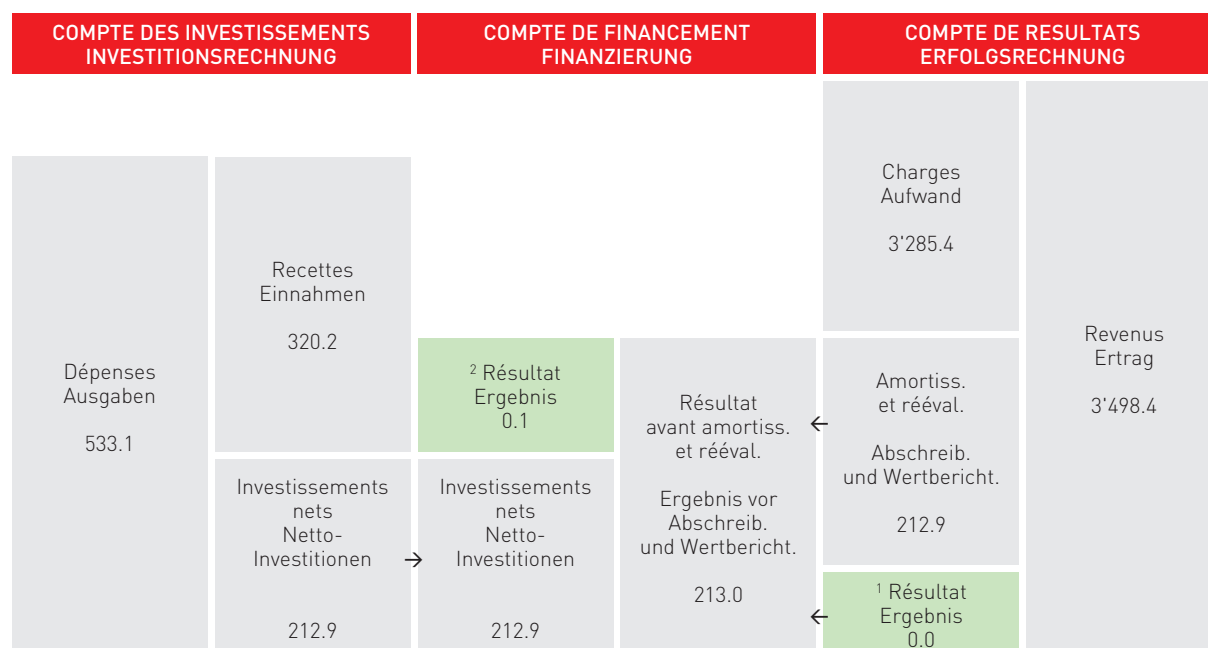 COMPTE DES INVESTISSEMENTS
INVESTITIONSRECHNUNG
COMPTE DE FINANCEMENT
FINANZIERUNG
COMPTE DE RESULTATS
ERFOLGSRECHNUNG
Dépenses
Ausgaben
533.1
Recettes
Einnahmen
320.2
Investissements
nets
Netto-
Investitionen
→
212.9
² Résultat
Ergebnis
0.1
Investissements
nets
Netto-
Investitionen
212.9
Résultat
avant amortiss.
et rééval.
Ergebnis vor
Abschreib.
und Wertbericht.
213.0
Charges
Aufwand
3'285.4
←
Amortiss.
et rééval.
Abschreib.
und Wertbericht.
212.9
←
¹ Résultat
Ergebnis
0.0
Revenus
Ertrag
3'498.4